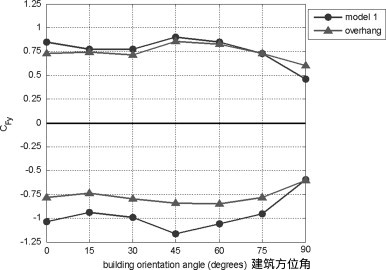 1.25
1
0.75
0.5
0.25
0
-0.25
-0.5
-0.75
-1
-1.25
CFy
0 15 30 45 60 75 90
building orientation angle (degrees) 建筑方位角
model 1
overhang